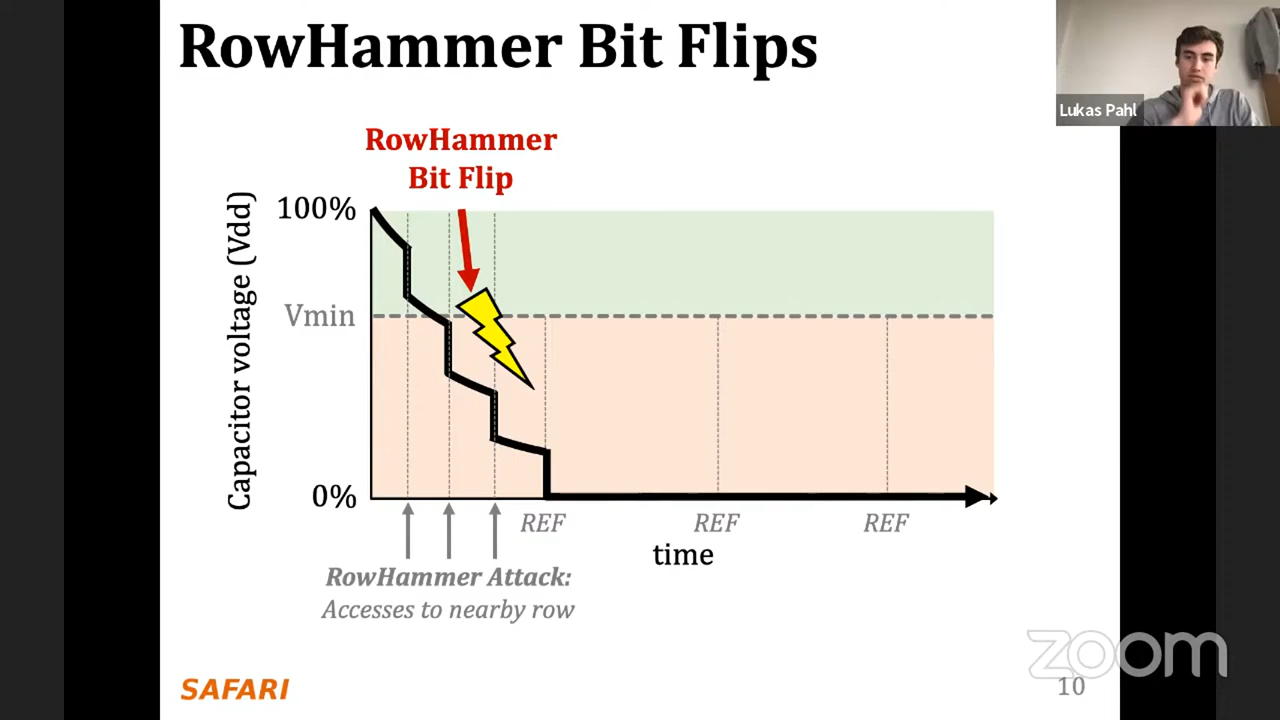 RowHammer Bit Flips
Lukas Pahl
RowHammer
Bit Flip
100%
Vmin
0%
Capacitor voltage (Vdd)
REF
REF
REF
time
RowHammer Attack:
Accesses to nearby row
SAFARI
zoom
10